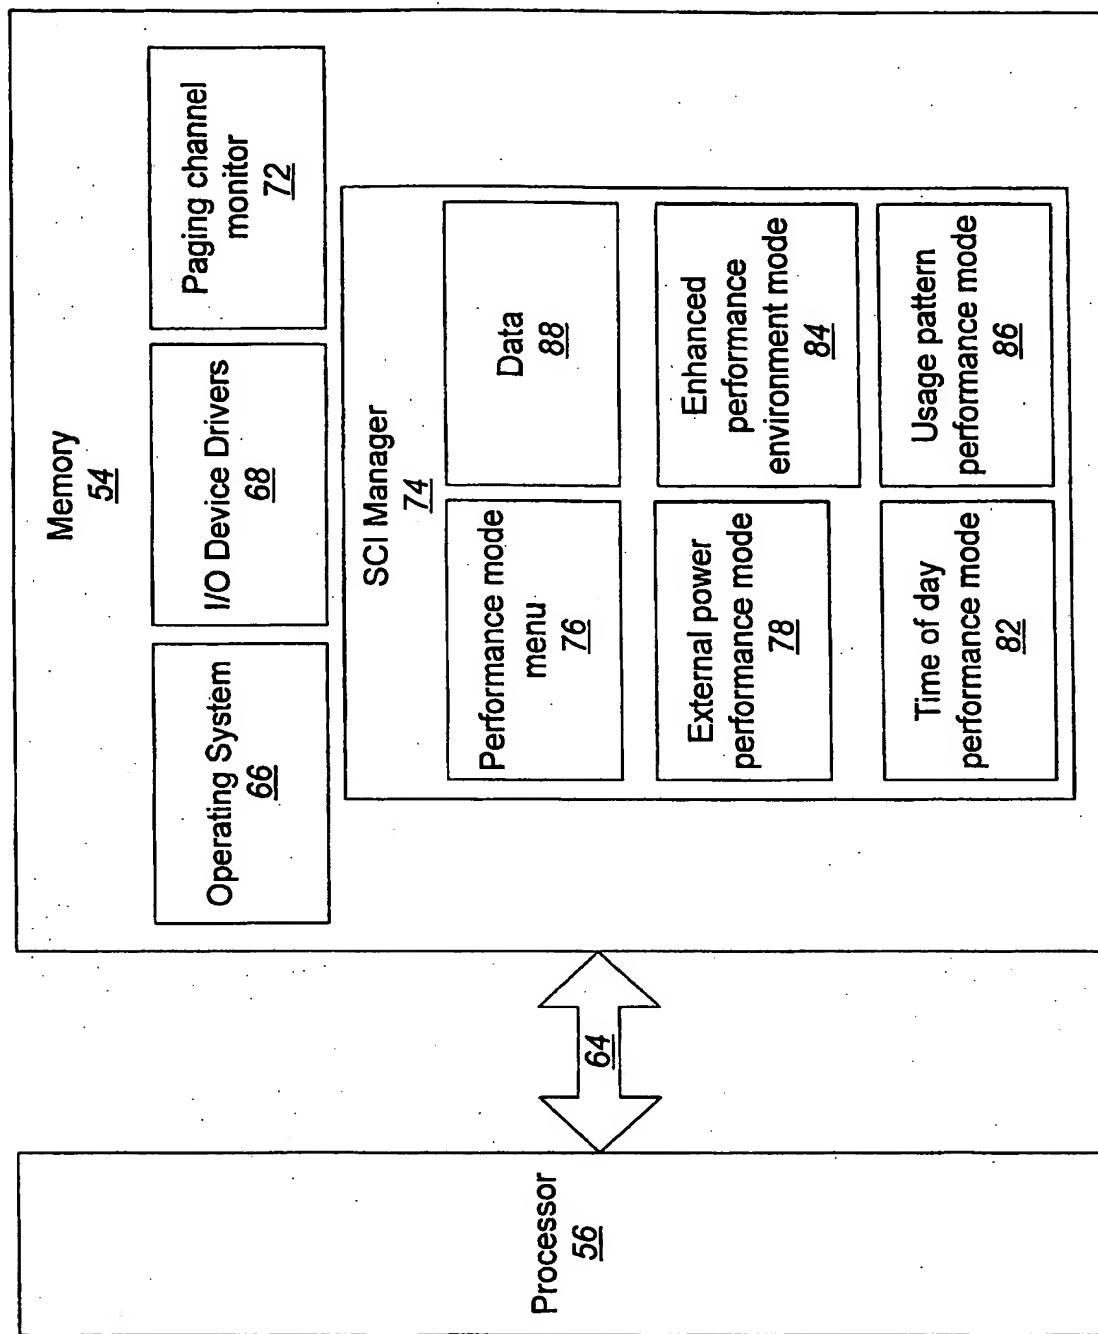 Processor
56
64
Memory
54
Operating System
66
I/O Device Drivers
68
Paging channel
monitor
72
SCI Manager
74
Performance mode
menu
76
Data
88
External power
performance mode
78
Enhanced
performance
environment mode
84
Time of day
performance mode
82
Usage pattern
performance mode
86